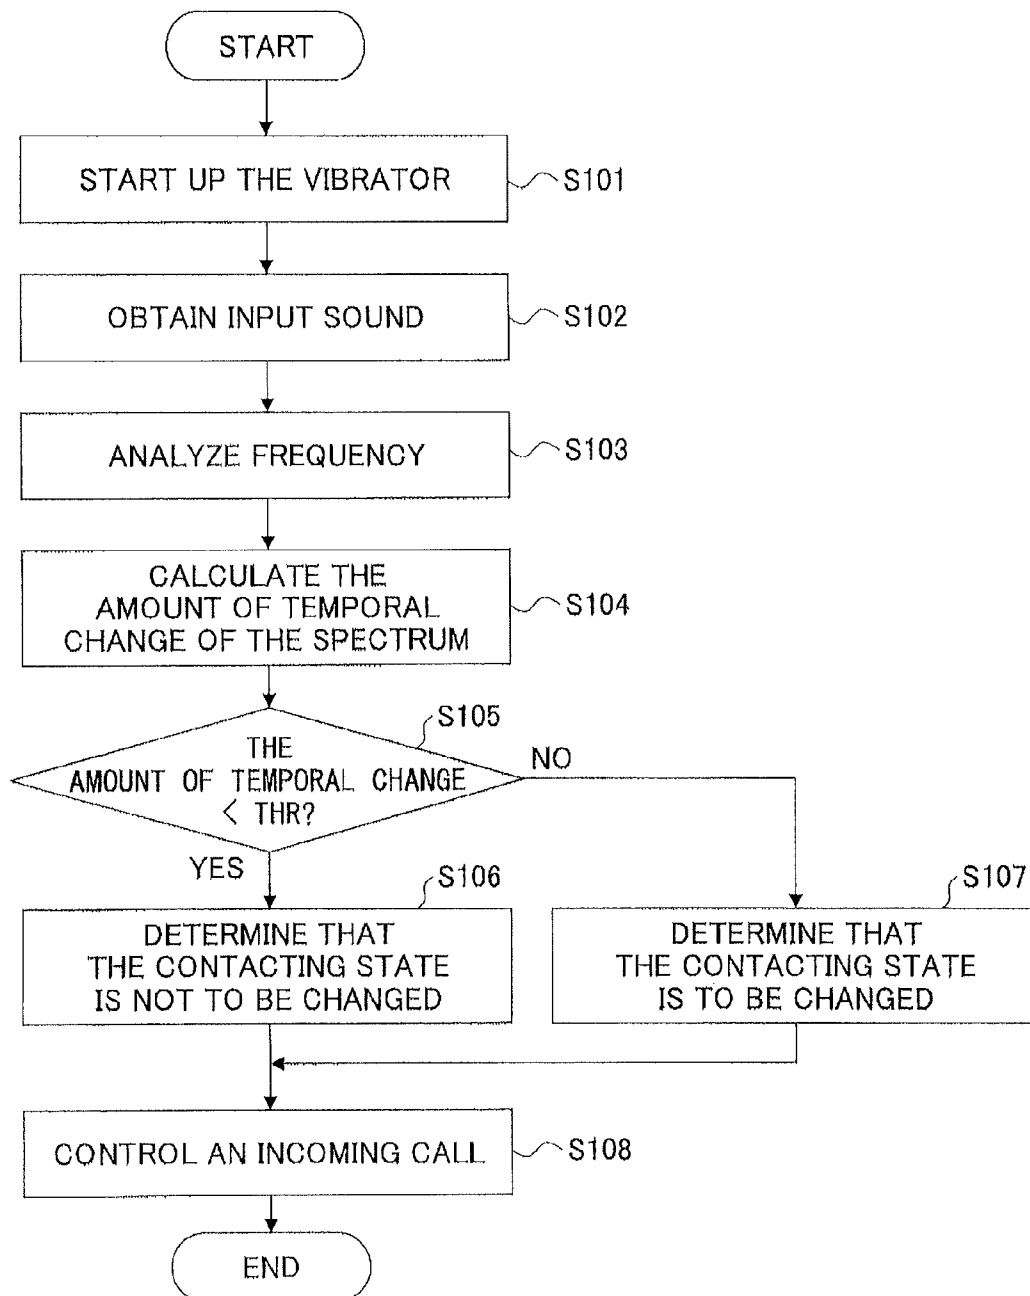 START
START UP THE VIBRATOR
S101
OBTAIN INPUT SOUND
S102
ANALYZE FREQUENCY
S103
CALCULATE THE
AMOUNT OF TEMPORAL
CHANGE OF THE SPECTRUM
S104
S105
THE
AMOUNT OF TEMPORAL CHANGE
< THR?
NO
YES
S106
DETERMINE THAT
THE CONTACTING STATE
IS NOT TO BE CHANGED
S107
DETERMINE THAT
THE CONTACTING STATE
IS TO BE CHANGED
CONTROL AN INCOMING CALL
S108
END